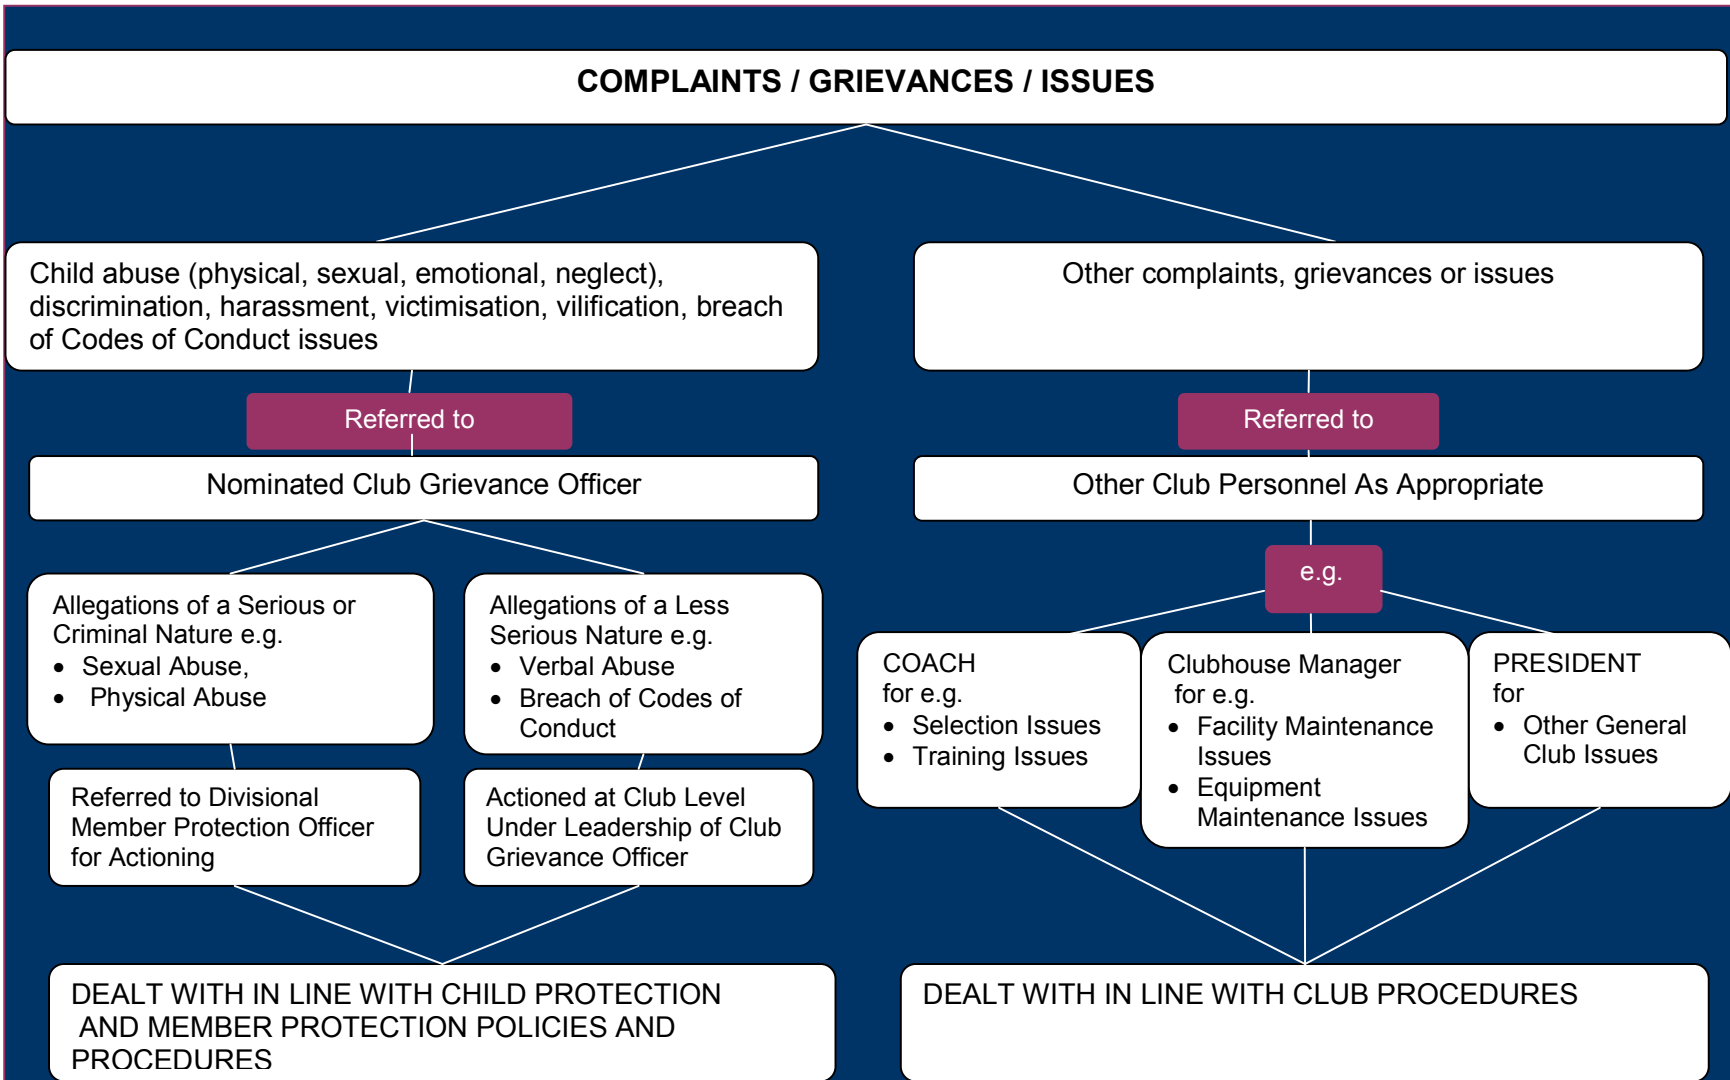 COMPLAINTS / GRIEVANCES / ISSUES
Child abuse (physical, sexual, emotional, neglect),
discrimination, harassment, victimisation, vilification, breach
of Codes of Conduct issues
Other complaints, grievances or issues
Referred to
Referred to
Nominated Club Grievance Officer
Other Club Personnel As Appropriate
e.g.
Allegations of a Serious or
Criminal Nature e.g.
• Sexual Abuse,
• Physical Abuse
Allegations of a Less
Serious Nature e.g.
• Verbal Abuse
• Breach of Codes of
Conduct
COACH
for e.g.
• Selection Issues
• Training Issues
Clubhouse Manager
for e.g.
• Facility Maintenance
Issues
• Equipment
Maintenance Issues
PRESIDENT
for
• Other General
Club Issues
Referred to Divisional
Member Protection Officer
for Actioning
Actioned at Club Level
Under Leadership of Club
Grievance Officer
DEALT WITH IN LINE WITH CHILD PROTECTION
AND MEMBER PROTECTION POLICIES AND
PROCEDURES
DEALT WITH IN LINE WITH CLUB PROCEDURES